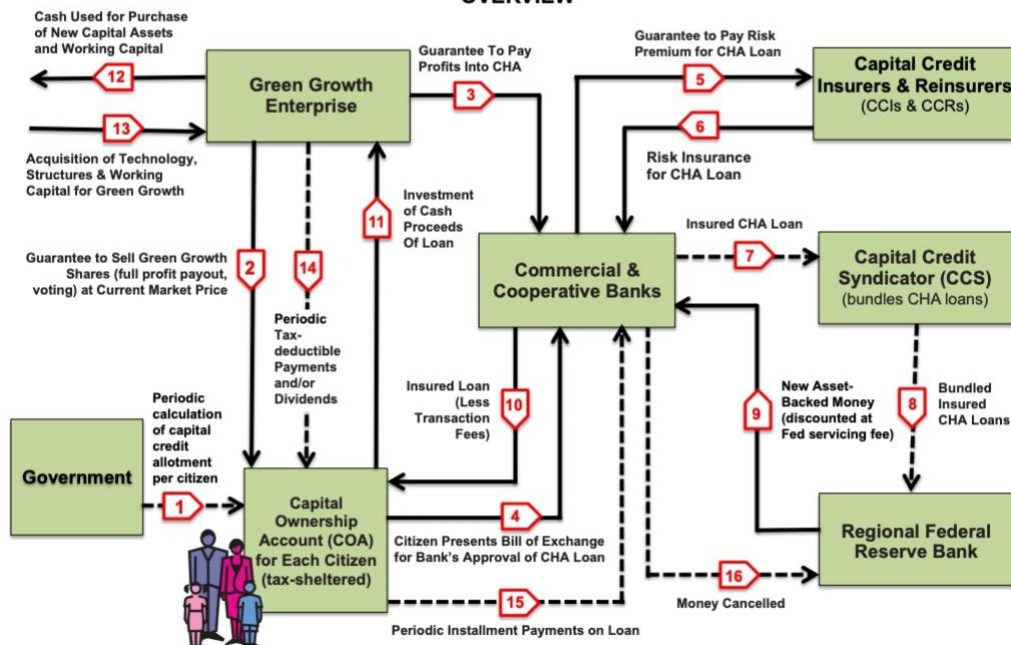 OVERVIEW
Cash Used for Purchase
of New Capital Assets
and Working Capital
12
13
Acquisition of Technology,
Structures & Working
Capital for Green Growth
Green Growth
Enterprise
Guarantee To Pay
Profits Into CHA
3
Guarantee to Pay Risk
Premium for CHA Loan
5
6
Risk Insurance
for CHA Loan
Capital Credit
Insurers & Reinsurers
(CCIs & CCRs)
Guarantee to Sell Green Growth
Shares (full profit payout,
voting) at Current Market Price
2
14
Periodic
Tax-
deductible
Payments
and/or
Dividends
11
Investment
of Cash
Proceeds
Of Loan
Commercial &
Cooperative Banks
Insured CHA Loan
7
Capital Credit
Syndicator (CCS)
(bundles CHA loans)
Insured Loan
(Less
Transaction
Fees)
10
New Asset-
Backed Money
(discounted at
Fed servicing fee)
9
8
Bundled
Insured
CHA Loans
Government
Periodic
calculation
of capital
credit
allotment
per citizen
1
Capital
Ownership
Account (COA)
for Each Citizen
(tax-sheltered)
4
Citizen Presents Bill of Exchange
for Bank's Approval of CHA Loan
15
Periodic Installment Payments on Loan
16
Money Cancelled
Regional Federal
Reserve Bank